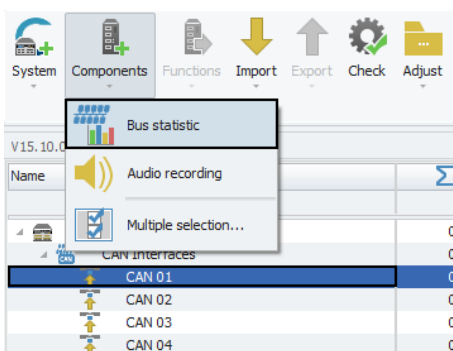 System Components Functions Import Export Check Adjust
Bus statistic
V15.10.0
Audio recording
Name
Multiple selection...
CAN Interfaces
CAN 01
CAN 02
CAN 03
CAN 04